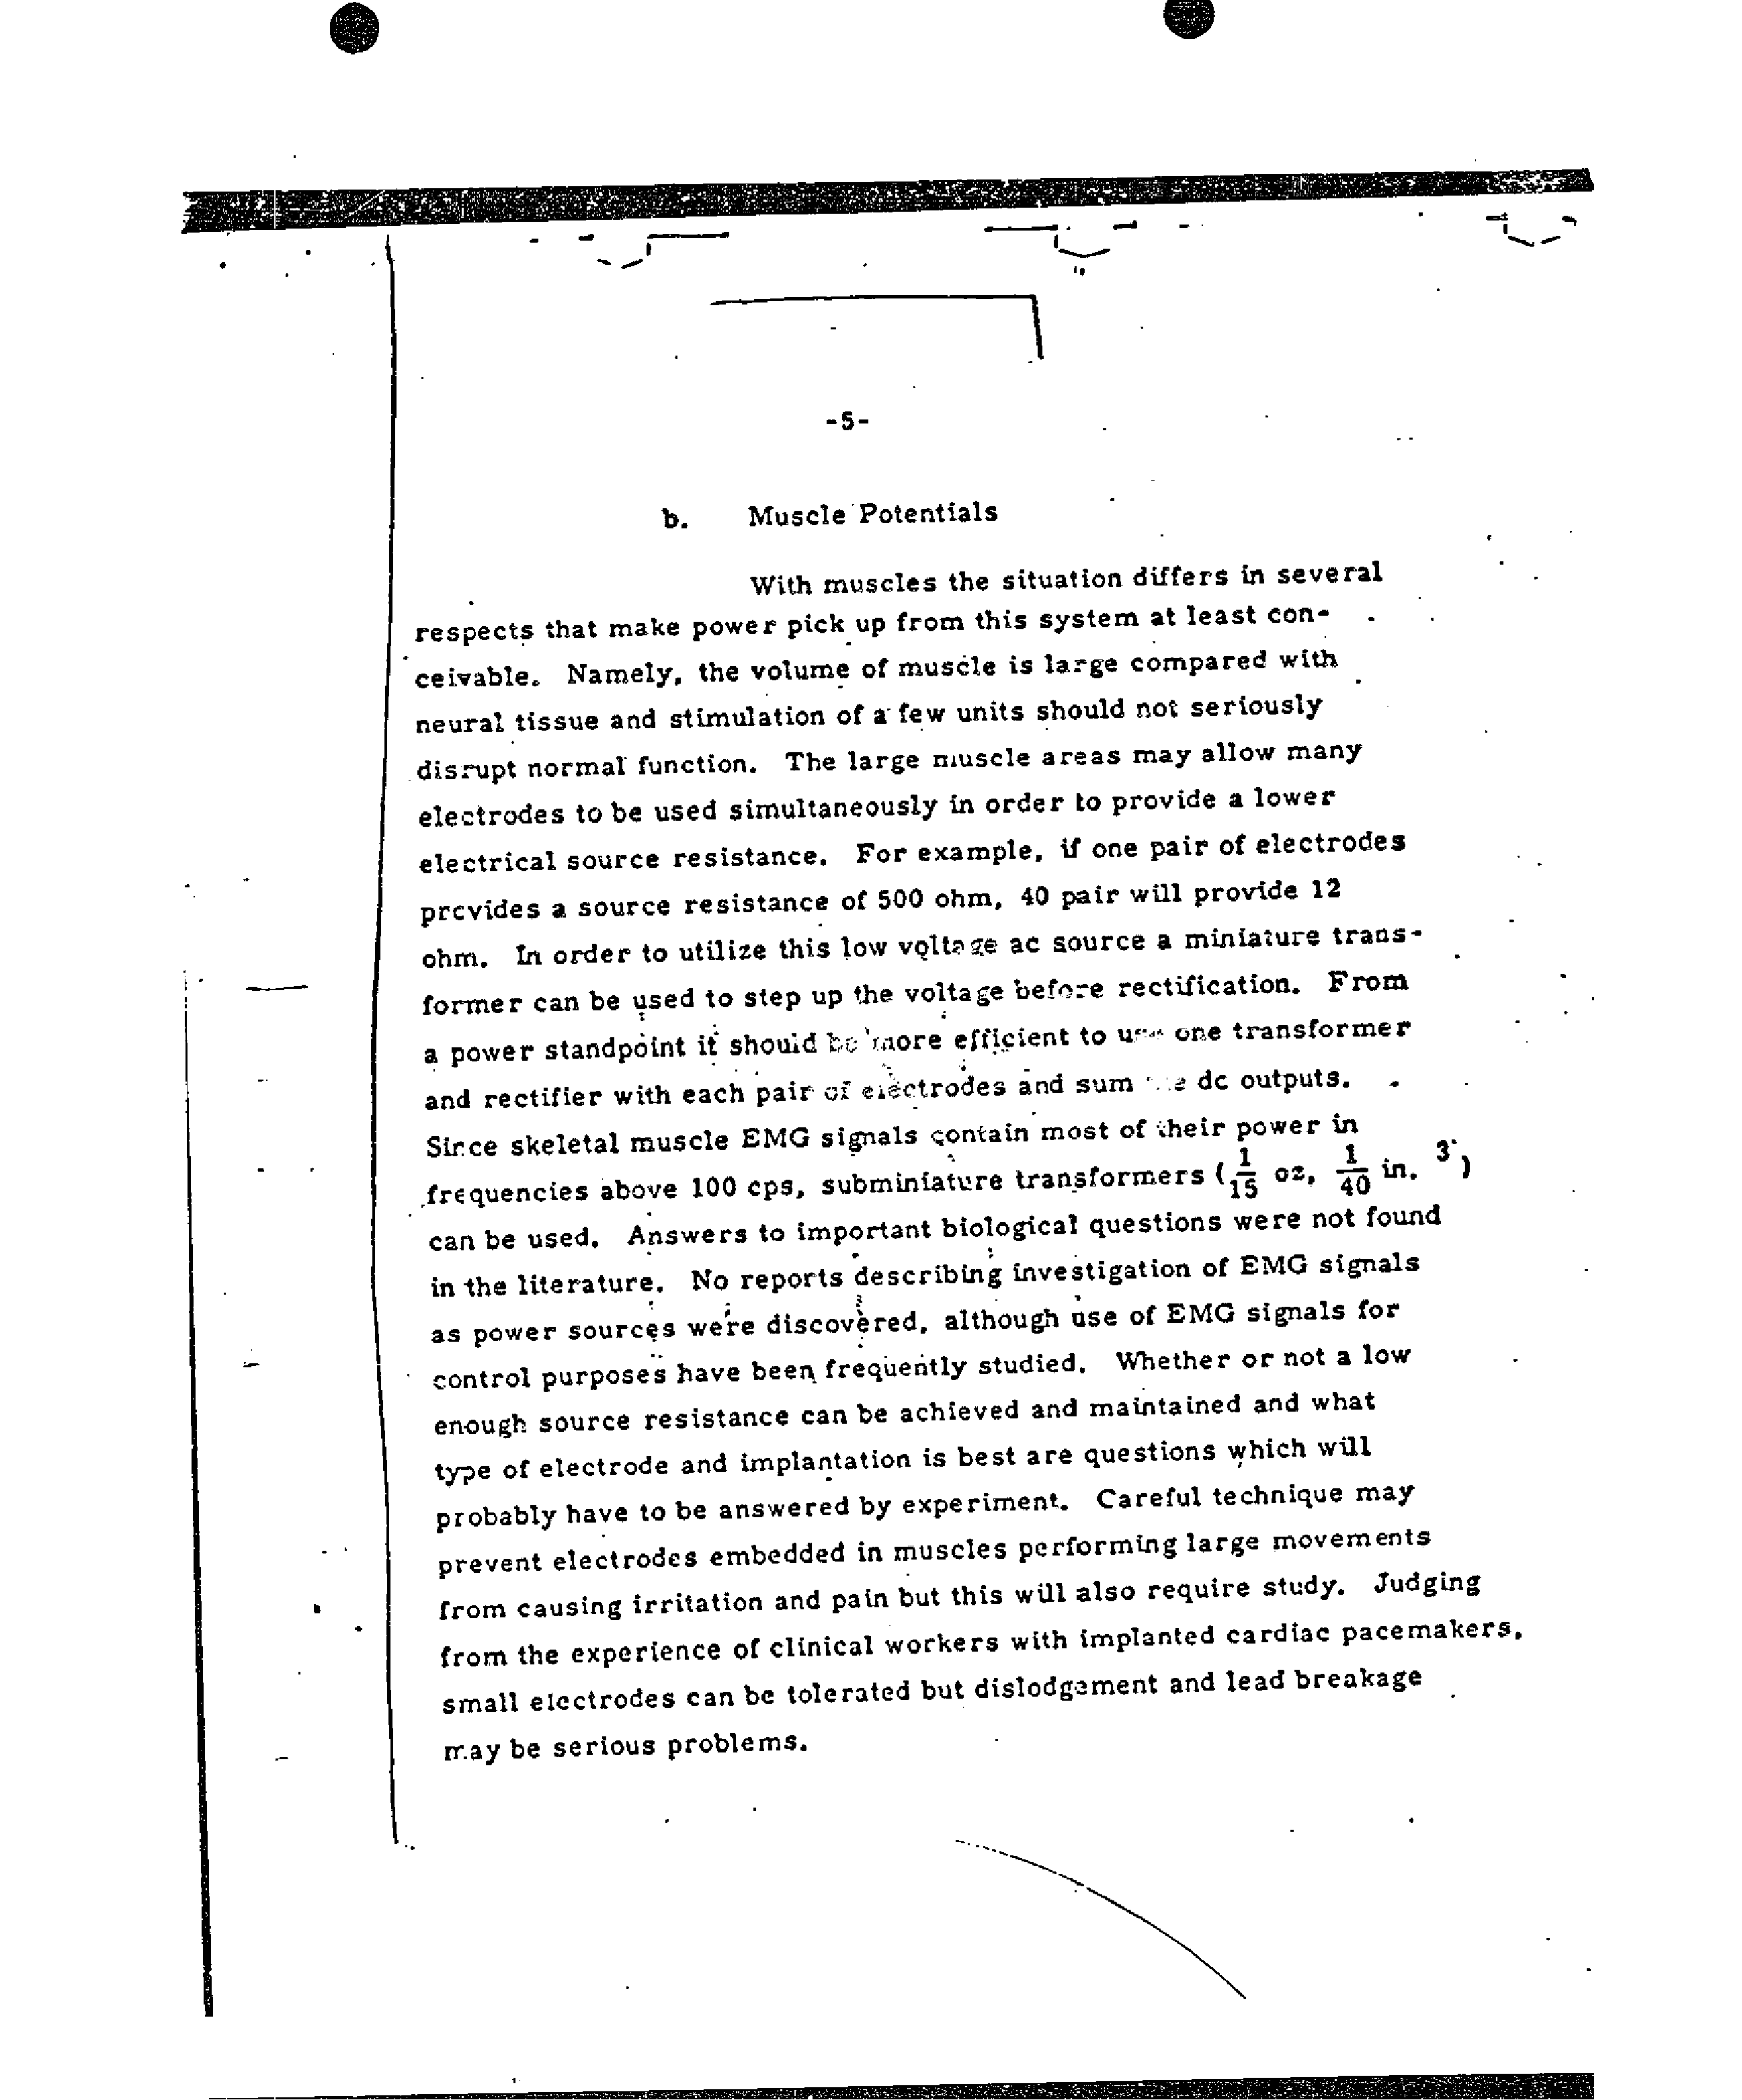 -5-
b. Muscle Potentials
With muscles the situation differs in several
respects that make power pick up from this system at least con-
ceivable. Namely, the volume of muscle is large compared with
neural tissue and stimulation of a few units should not seriously
disrupt normal function. The large muscle areas may allow many
electrodes to be used simultaneously in order to provide a lower
electrical source resistance. For example, if one pair of electrodes
provides a source resistance of 500 ohm, 40 pair will provide 12
ohm. In order to utilize this low voltage ac source a miniature trans-
former can be used to step up the voltage before rectification. From
a power standpoint it should be more efficient to use one transformer
and rectifier with each pair of electrodes and sum the dc outputs.
Since skeletal muscle EMG signals contain most of their power in
frequencies above 100 cps, subminiature transformers (1/15 oz, 1/40 in. 3)
can be used. Answers to important biological questions were not found
in the literature. No reports describing investigation of EMG signals
as power sources were discovered, although use of EMG signals for
control purposes have been frequently studied. Whether or not a low
enough source resistance can be achieved and maintained and what
type of electrode and implantation is best are questions which will
probably have to be answered by experiment. Careful technique may
prevent electrodes embedded in muscles performing large movements
from causing irritation and pain but this will also require study. Judging
from the experience of clinical workers with implanted cardiac pacemakers,
small electrodes can be tolerated but dislodgement and lead breakage
may be serious problems.